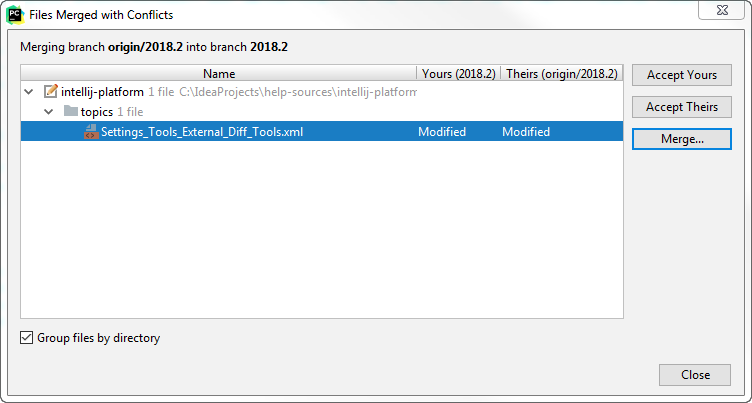 PC Files Merged with Conflicts
Merging branch origin/2018.2 into branch 2018.2
Name Yours (2018.2) Theirs (origin/2018.2)
intellij-platform 1 file C:\IdeaProjects\help-sources\intellij-platform
topics 1 file
Settings_Tools_External_Diff_Tools.xml Modified Modified
Accept Yours
Accept Theirs
Merge...
Group files by directory
Close